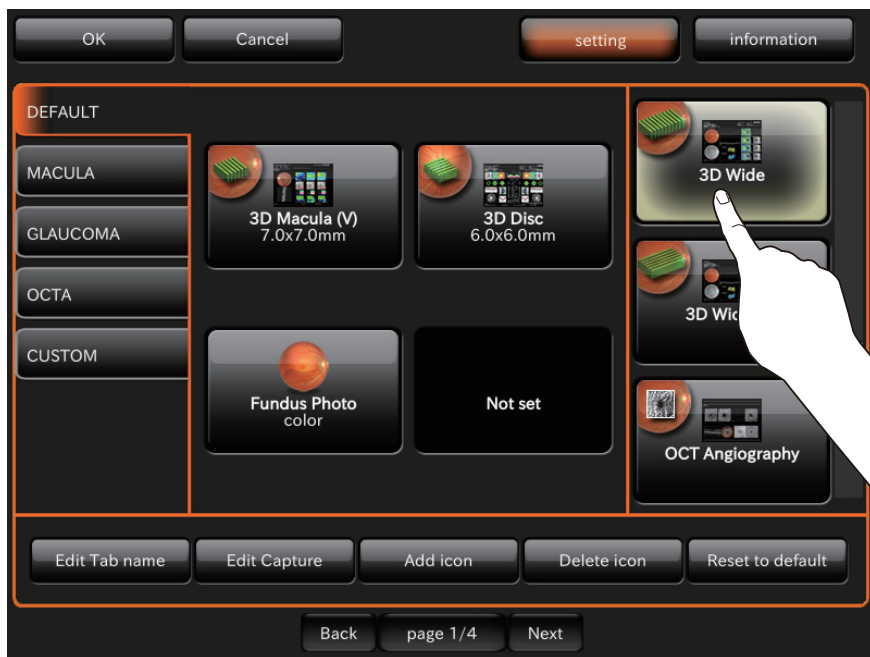 OK
Cancel
setting
information
DEFAULT
MACULA
GLAUCOMA
OCTA
CUSTOM
3D Macula (V)
7.0x7.0mm
3D Disc
6.0x6.0mm
Fundus Photo
color
Not set
3D Wide
OCT Angiography
Edit Tab name
Edit Capture
Add icon
Delete icon
Reset to default
Back
page 1/4
Next